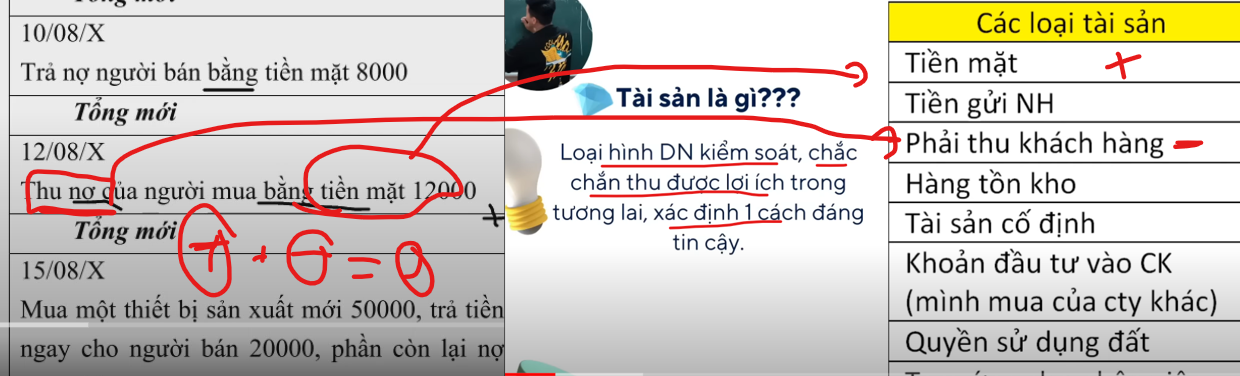 10/08/X
Trả nợ người bán bằng tiền mặt 8000
Tổng mới
12/08/X
Thu nợ của người mua bằng tiền mặt 12000
Tổng mới
15/08/X
Mua một thiết bị sản xuất mới 50000, trả tiền
ngay cho người bán 20000, phần còn lại nợ
Tài sản là gì???
Loại hình DN kiểm soát, chắc
chắn thu được lợi ích trong
tương lai, xác định 1 cách đáng
tin cậy.
Các loại tài sản
Tiền mặt +
Tiền gửi NH
Phải thu khách hàng -
Hàng tồn kho
Tài sản cố định
Khoản đầu tư vào CK
(mình mua của cty khác)
Quyền sử dụng đất